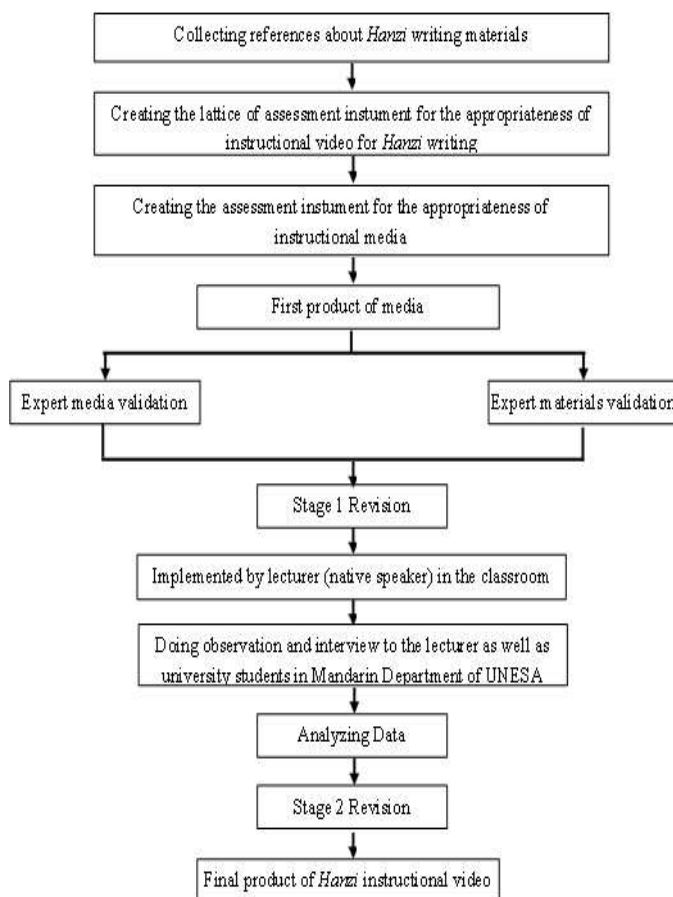 Collecting references about Hanzi writing materials
Creating the lattice of assessment instument for the appropriateness of
instructional video for Hanzi writing
Creating the assessment instument for the appropriateness of
instructional media
First product of media
Expert media validation
Expert materials validation
Stage 1 Revision
Implemented by lecturer (native speaker) in the classroom
Doing observation and interview to the lecturer as well as
university students in Mandarin Department of UNESA
Analyzing Data
Stage 2 Revision
Final product of Hanzi instructional video